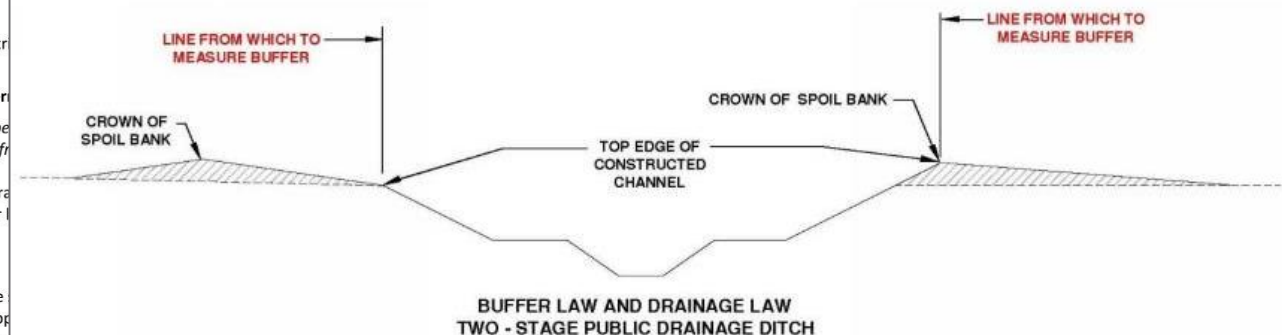 LINE FROM WHICH TO
MEASURE BUFFER
LINE FROM WHICH TO
MEASURE BUFFER
CROWN OF
SPOIL BANK
CROWN OF SPOIL BANK
TOP EDGE OF
CONSTRUCTED
CHANNEL
BUFFER LAW AND DRAINAGE LAW
TWO - STAGE PUBLIC DRAINAGE DITCH